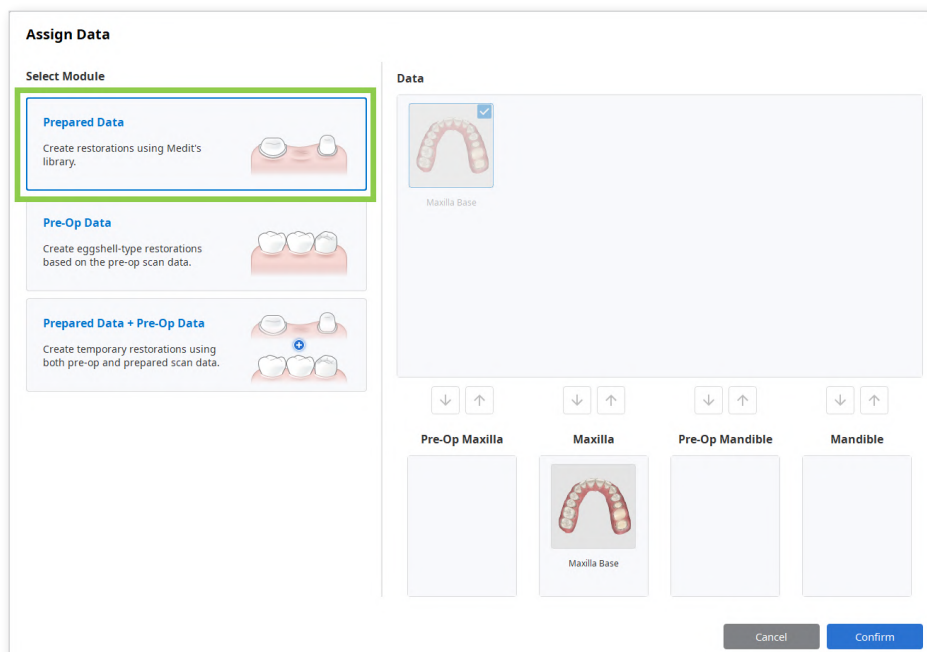 Assign Data
Select Module
Prepared Data
Create restorations using Medit's
library.
Pre-Op Data
Create eggshell-type restorations
based on the pre-op scan data.
Prepared Data + Pre-Op Data
Create temporary restorations using
both pre-op and prepared scan data.
Data
Maxilla Base
Pre-Op Maxilla
Maxilla
Pre-Op Mandible
Mandible
Maxilla Base
Cancel
Confirm